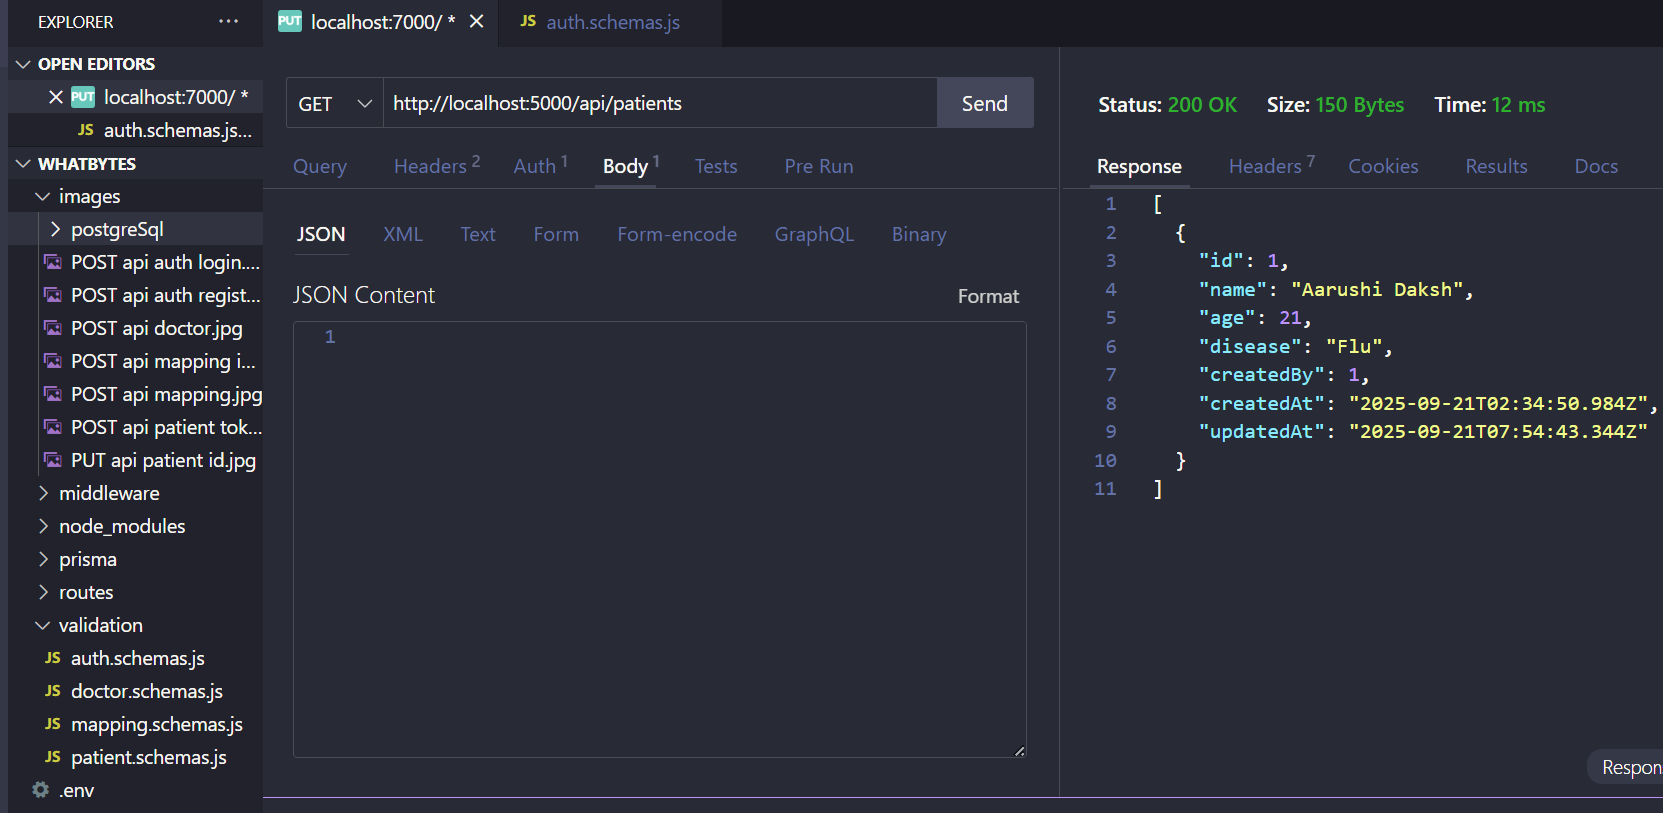 EXPLORER ···
OPEN EDITORS
PUT localhost:7000/ *
JS auth.schemas.js...
WHATBYTES
images
postgreSql
POST api auth login....
POST api auth regist...
POST api doctor.jpg
POST api mapping i...
POST api mapping.jpg
POST api patient tok...
PUT api patient id.jpg
middleware
node_modules
prisma
routes
validation
JS auth.schemas.js
JS doctor.schemas.js
JS mapping.schemas.js
JS patient.schemas.js
.env
PUT localhost:7000/ *
JS auth.schemas.js
GET http://localhost:5000/api/patients Send
Query Headers 2 Auth 1 Body 1 Tests Pre Run
JSON XML Text Form Form-encode GraphQL Binary
JSON Content Format
1
Status: 200 OK Size: 150 Bytes Time: 12 ms
Response Headers 7 Cookies Results Docs
1 [
2 {
3 "id": 1,
4 "name": "Aarushi Daksh",
5 "age": 21,
6 "disease": "Flu",
7 "createdBy": 1,
8 "createdAt": "2025-09-21T02:34:50.984Z",
9 "updatedAt": "2025-09-21T07:54:43.344Z"
10 }
11 ]
Respon